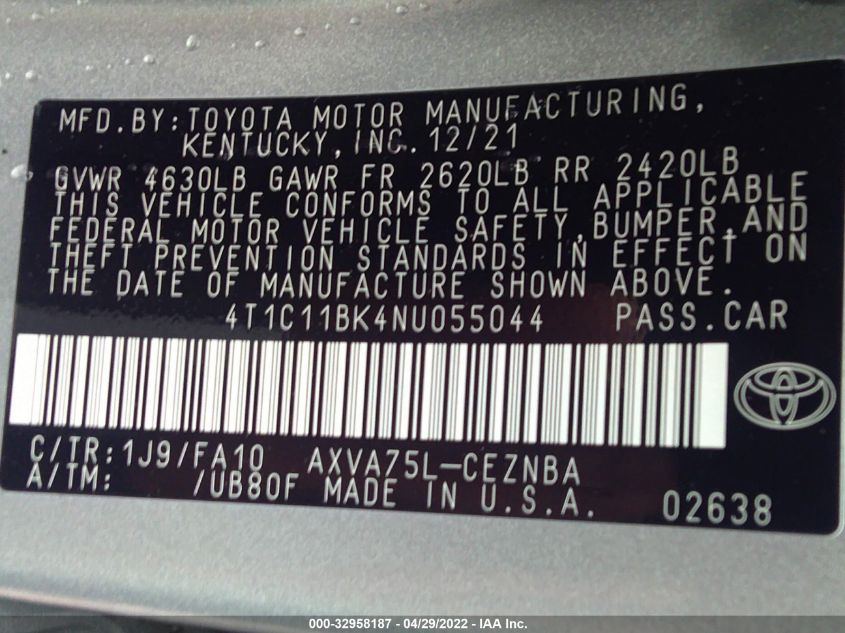 MFD.BY:TOYOTA MOTOR MANUFACTURING,
KENTUCKY,INC. 12/21
GVWR 4630LB GAWR FR 2620LB RR 2420LB
THIS VEHICLE CONFORMS TO ALL APPLICABLE
FEDERAL MOTOR VEHICLE SAFETY,BUMPER,AND
THEFT PREVENTION STANDARDS IN EFFECT ON
THE DATE OF MANUFACTURE SHOWN ABOVE.
4T1C11BK4NU055044 PASS.CAR
C/TR:1J9/FA10 AXVA75L-CEZNBA
A/TM: /UB80F MADE IN U.S.A. 02638
000-32958187 - 04/29/2022 - IAA Inc.